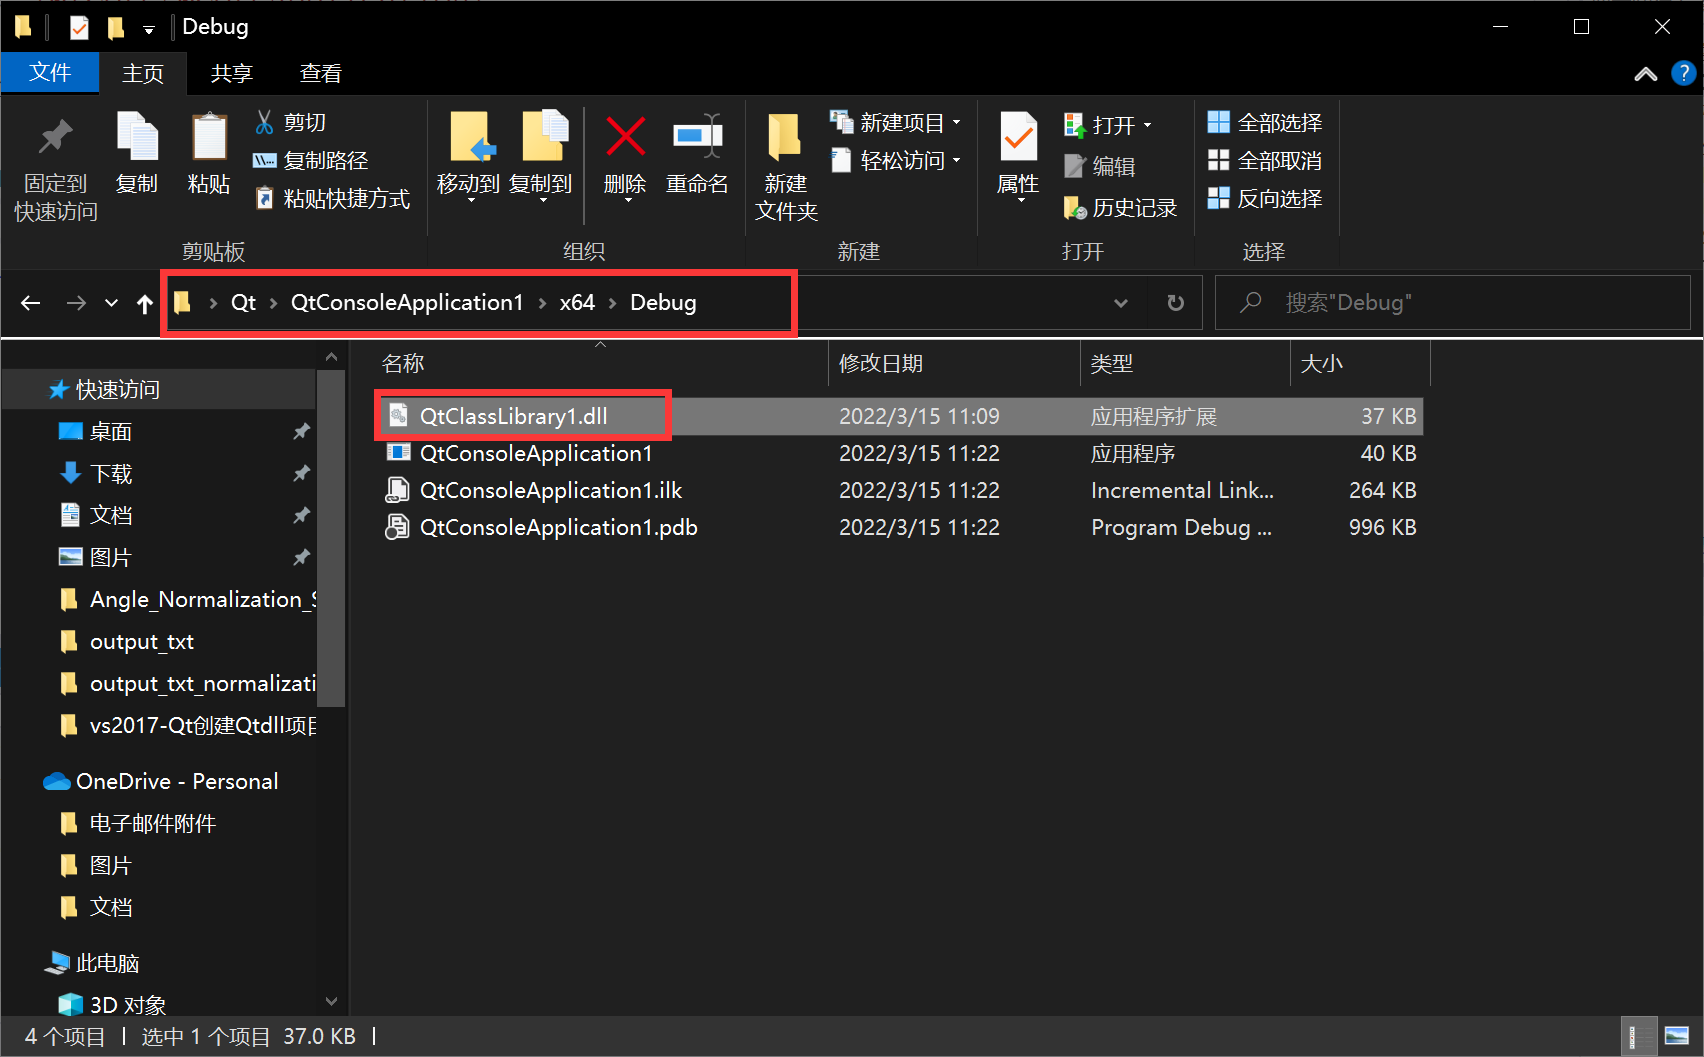 Debug
文件 主页 共享 查看
固定到
快速访问
复制
粘贴
剪切
复制路径
粘贴快捷方式
剪贴板
移动到
复制到
删除
重命名
组织
新建
文件夹
新建项目
轻松访问
新建
属性
打开
编辑
历史记录
打开
全部选择
全部取消
反向选择
选择
Qt > QtConsoleApplication1 > x64 > Debug
搜索"Debug"
名称 修改日期 类型 大小
QtClassLibrary1.dll 2022/3/15 11:09 应用程序扩展 37 KB
QtConsoleApplication1 2022/3/15 11:22 应用程序 40 KB
QtConsoleApplication1.ilk 2022/3/15 11:22 Incremental Link... 264 KB
QtConsoleApplication1.pdb 2022/3/15 11:22 Program Debug ... 996 KB
快速访问
桌面
下载
文档
图片
Angle_Normalization_S
output_txt
output_txt_normalizati
vs2017-Qt创建Qtdll项目
OneDrive - Personal
电子邮件附件
图片
文档
此电脑
3D 对象
4 个项目 选中 1 个项目 37.0 KB